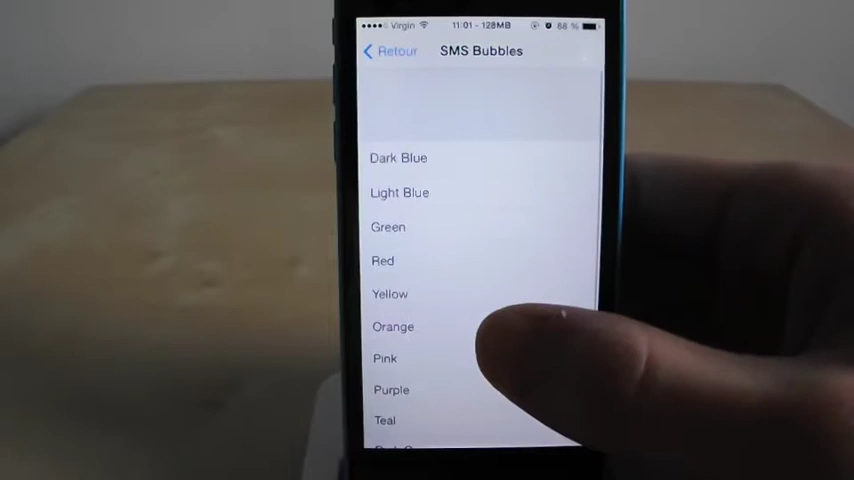 Virgin 11:01 - 128MB 88 %
Retour SMS Bubbles
Dark Blue
Light Blue
Green
Red
Yellow
Orange
Pink
Purple
Teal